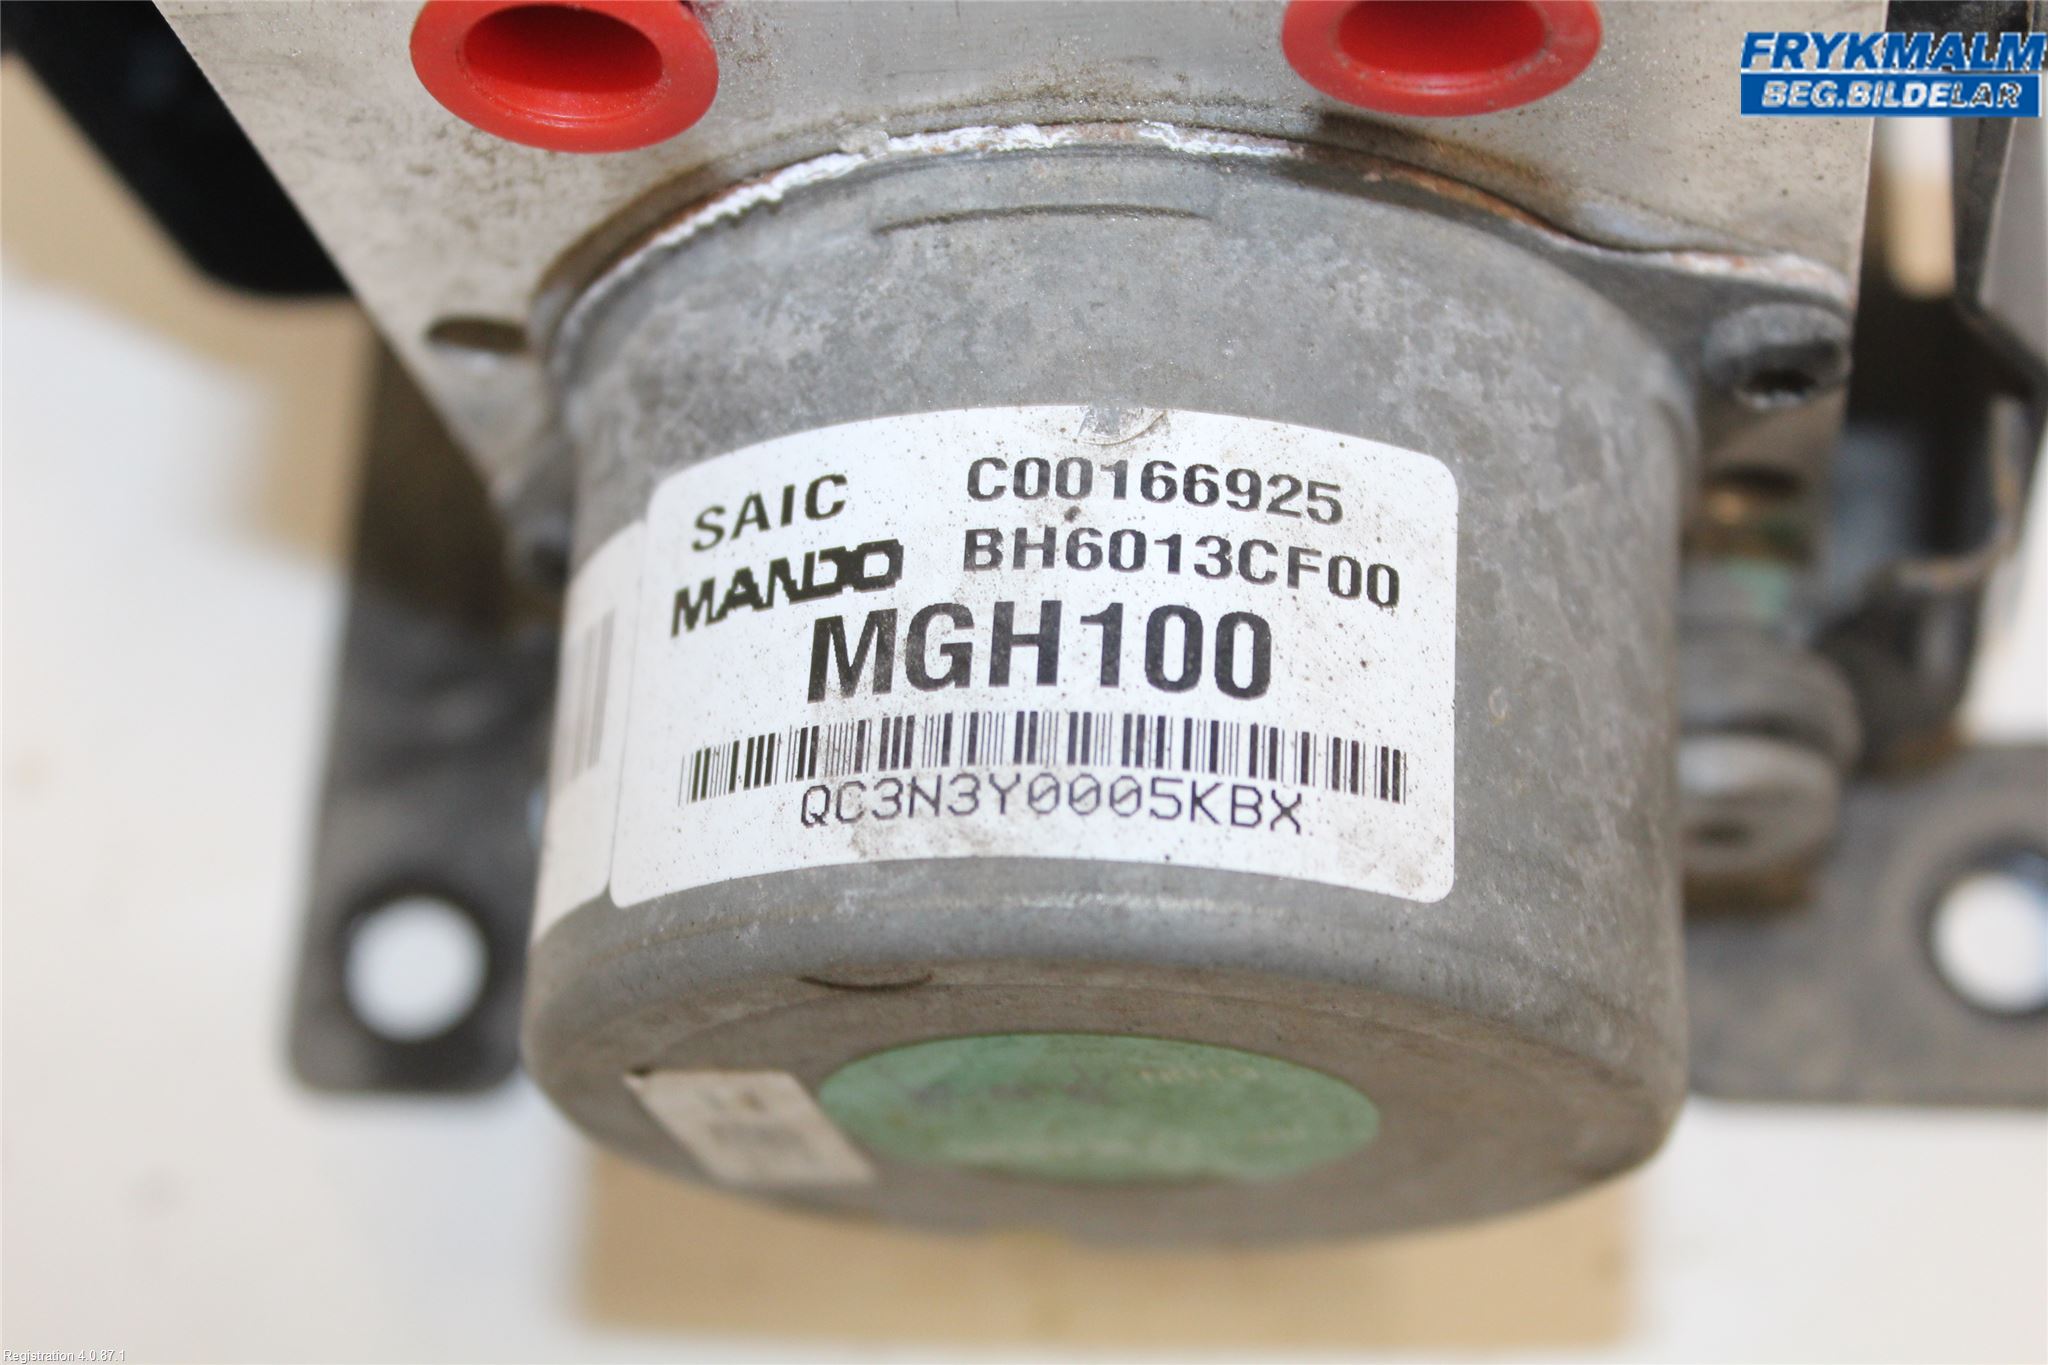 FRYKMALM
BEG.BILDELAR
SAIC C00166925
MANDO BH6013CF00
MGH100
QC3N3Y0005KBX
Registration 4.0.87.1